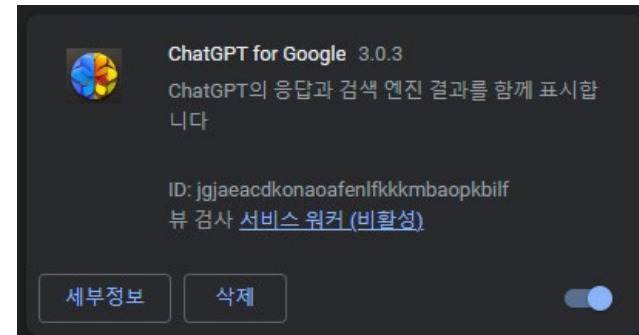 ChatGPT for Google 3.0.3
ChatGPT의 응답과 검색 엔진 결과를 함께 표시합
니다
ID: jgjaeacdkonaoafenlfkkkmbaopkbilf
뷰 검사 서비스 워커 (비활성)
세부정보 삭제